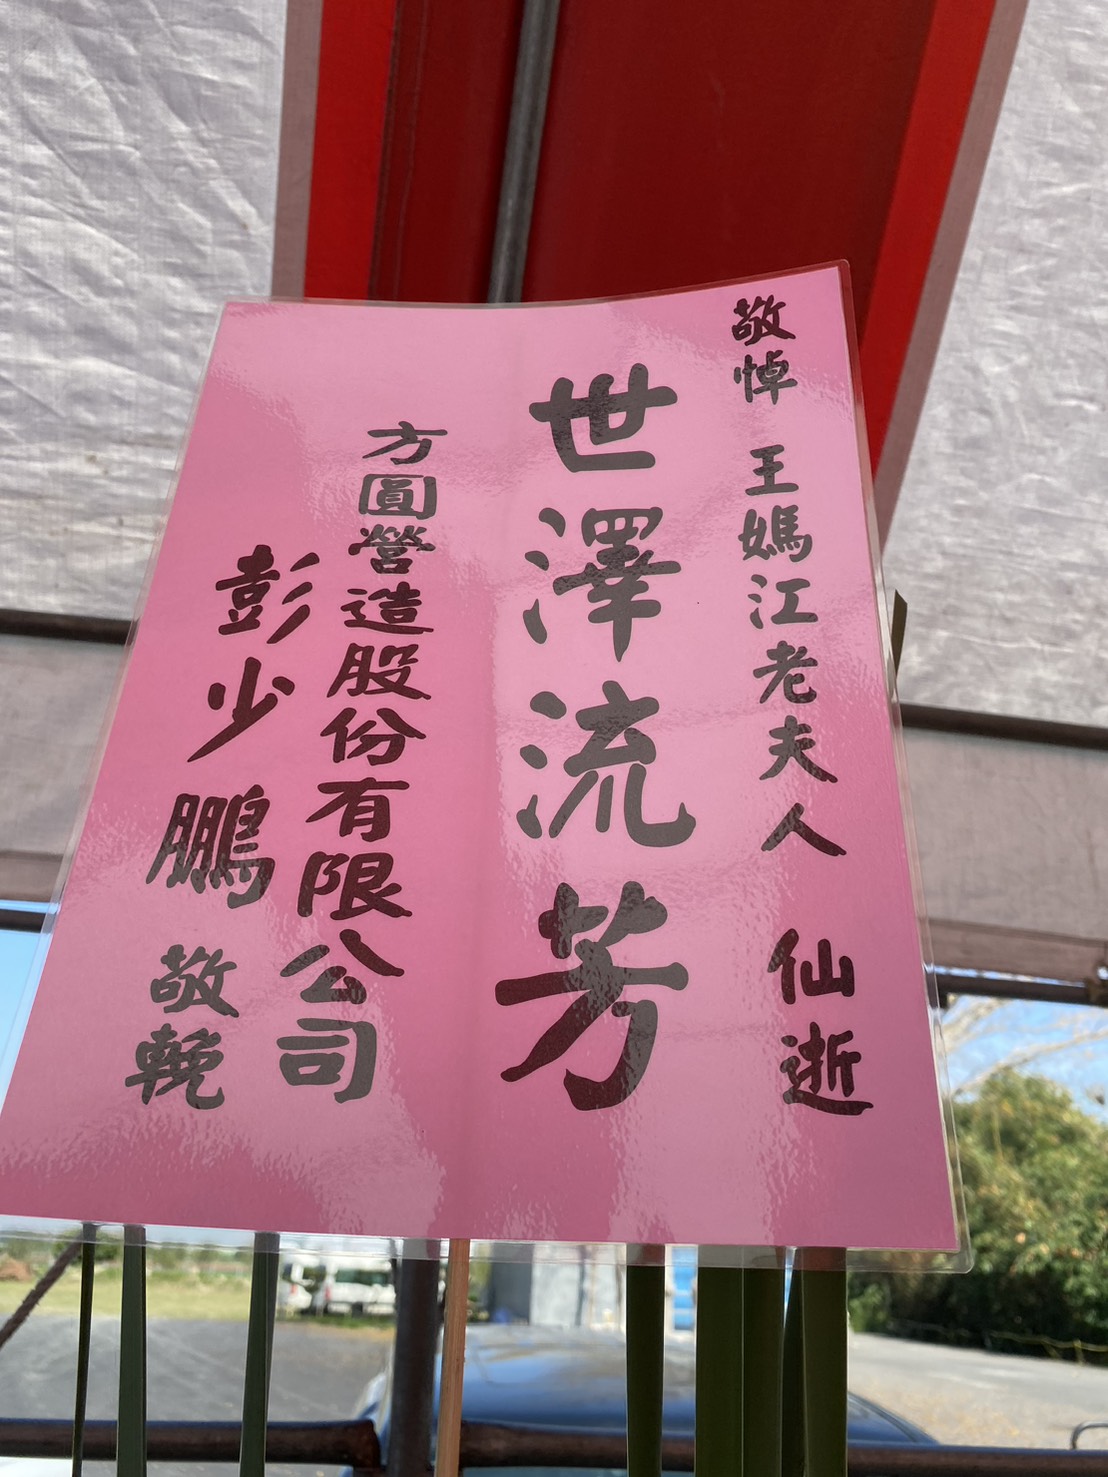 敬悼 王媽江老夫人 仙逝
世澤流芳
方圓營造股份有限公司
彭少鵬 敬輓